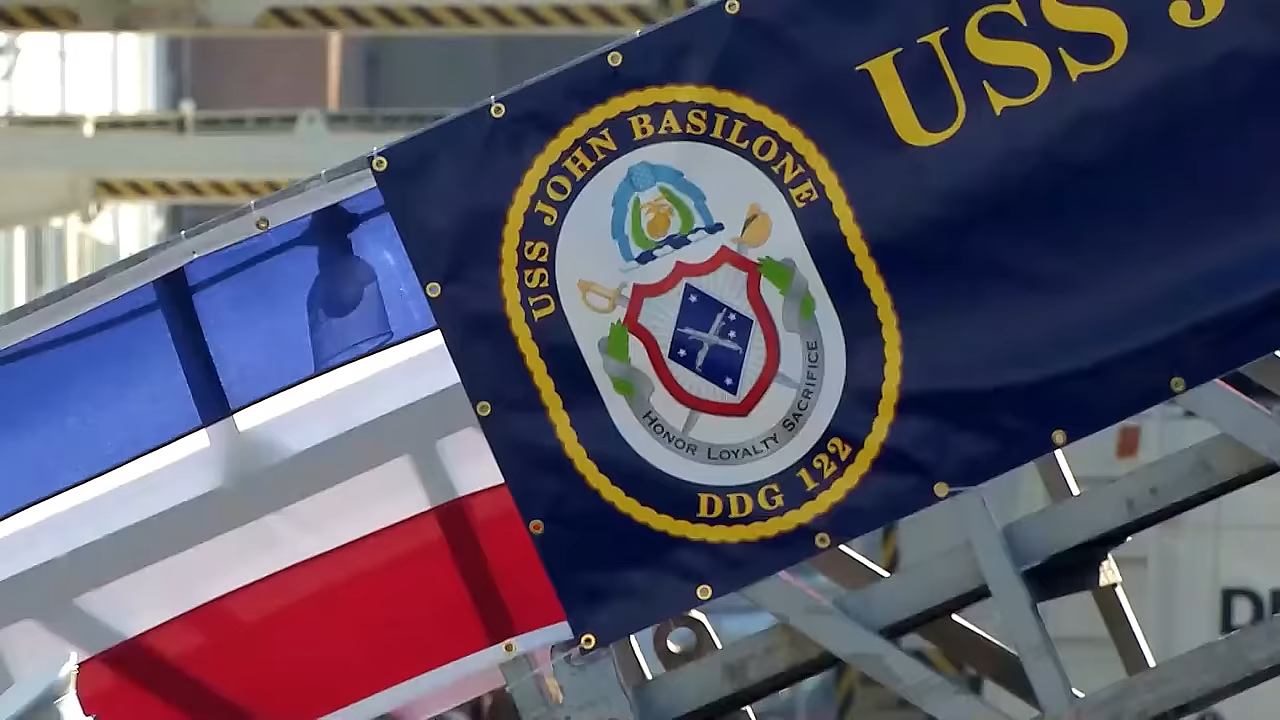 USS J
USS JOHN BASILONE
HONOR LOYALTY SACRIFICE
DDG 122